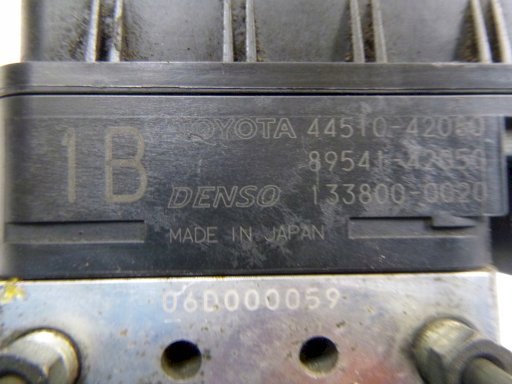 1B
TOYOTA 44510-42060
89541-42050
DENSO 133800-0020
MADE IN JAPAN
06D000059